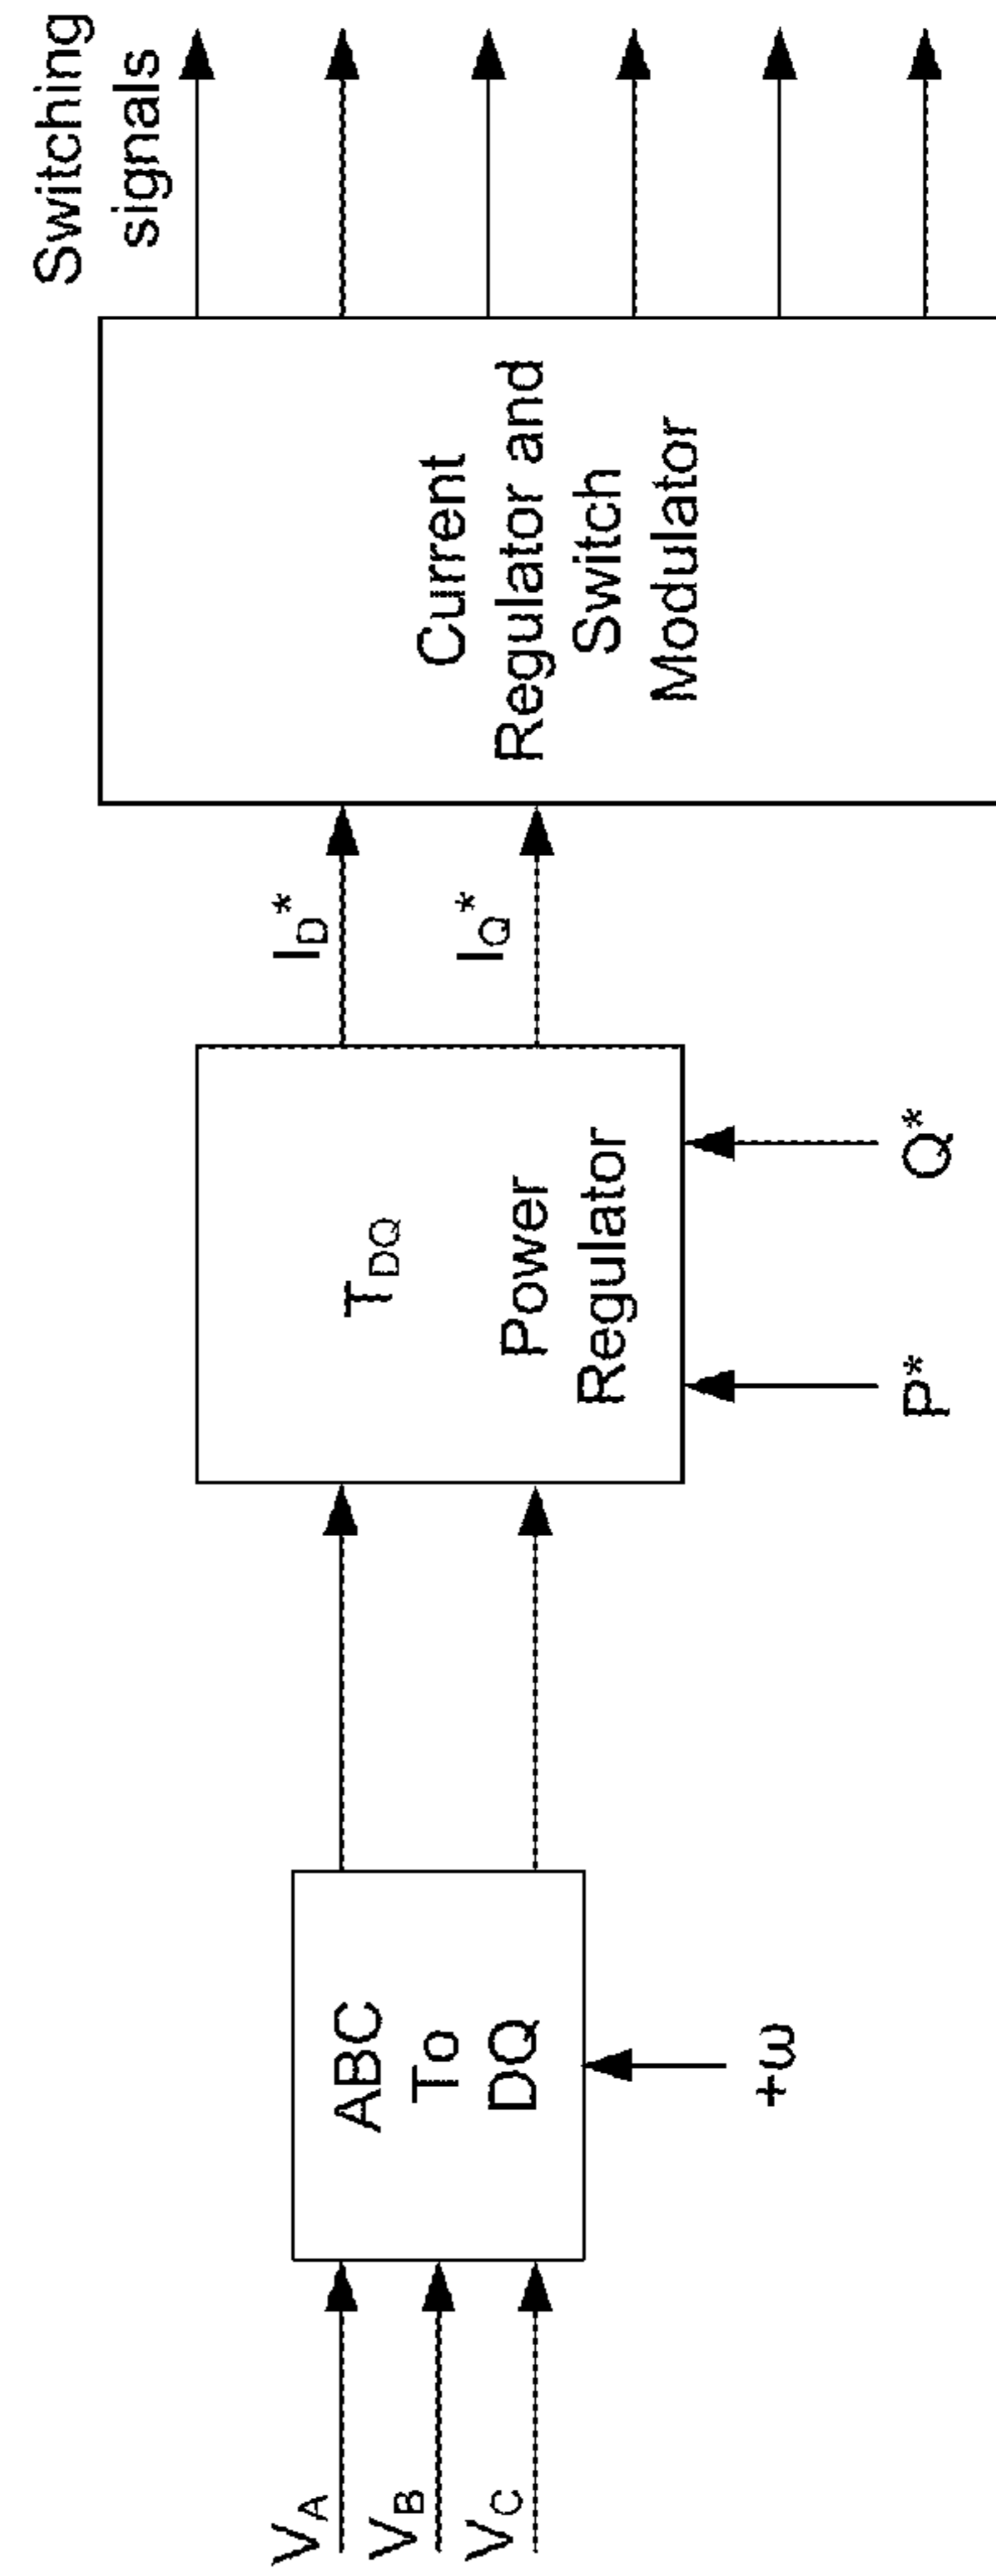 V_A
V_B
V_C
ABC
To
DQ
+ω
T_DQ
Power
Regulator
P*
Q*
I_D*
I_Q*
Current
Regulator and
Switch
Modulator
Switching
signals